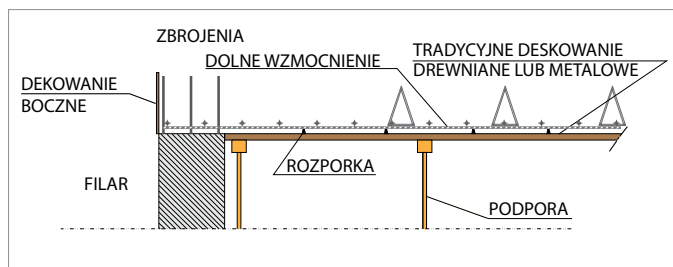 ZBROJENIA
TRADYCYJNE DESKOWANIE
DREWNIANE LUB METALOWE
DOLNE WZMOCNIENIE
DEKOWANIE
BOCZNE
ROZPORKA
FILAR
PODPORA